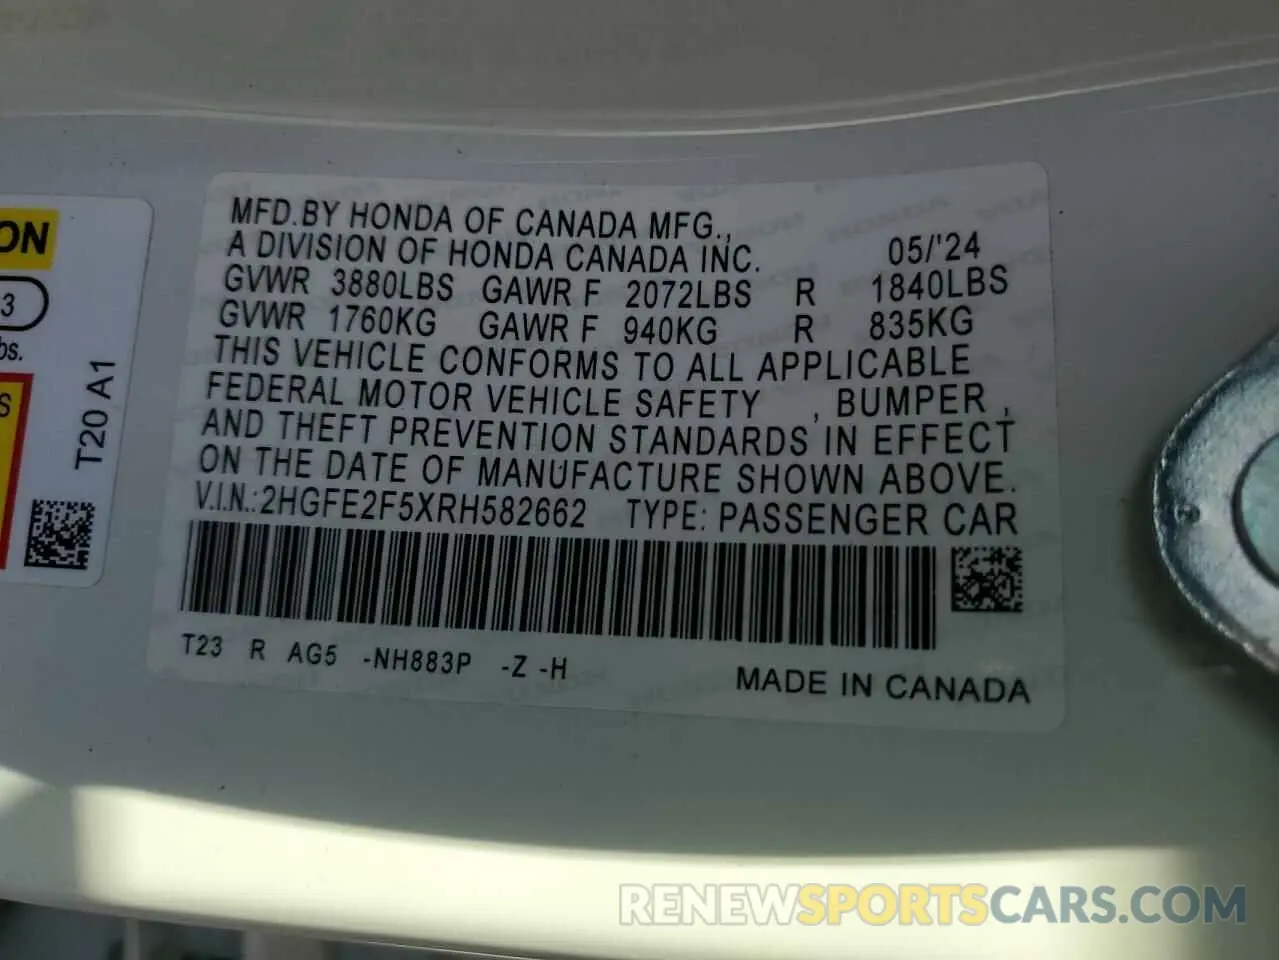 MFD.BY HONDA OF CANADA MFG.,
A DIVISION OF HONDA CANADA INC. 05/'24
GVWR 3880LBS GAWR F 2072LBS R 1840LBS
GVWR 1760KG GAWR F 940KG R 835KG
THIS VEHICLE CONFORMS TO ALL APPLICABLE
FEDERAL MOTOR VEHICLE SAFETY , BUMPER ,
AND THEFT PREVENTION STANDARDS IN EFFECT
ON THE DATE OF MANUFACTURE SHOWN ABOVE.
V.I.N.:2HGFE2F5XRH582662 TYPE: PASSENGER CAR
T23 R AG5 -NH883P -Z -H
MADE IN CANADA
ON
3
bs.
S
T20 A1
RENEWSPORTSCARS.COM